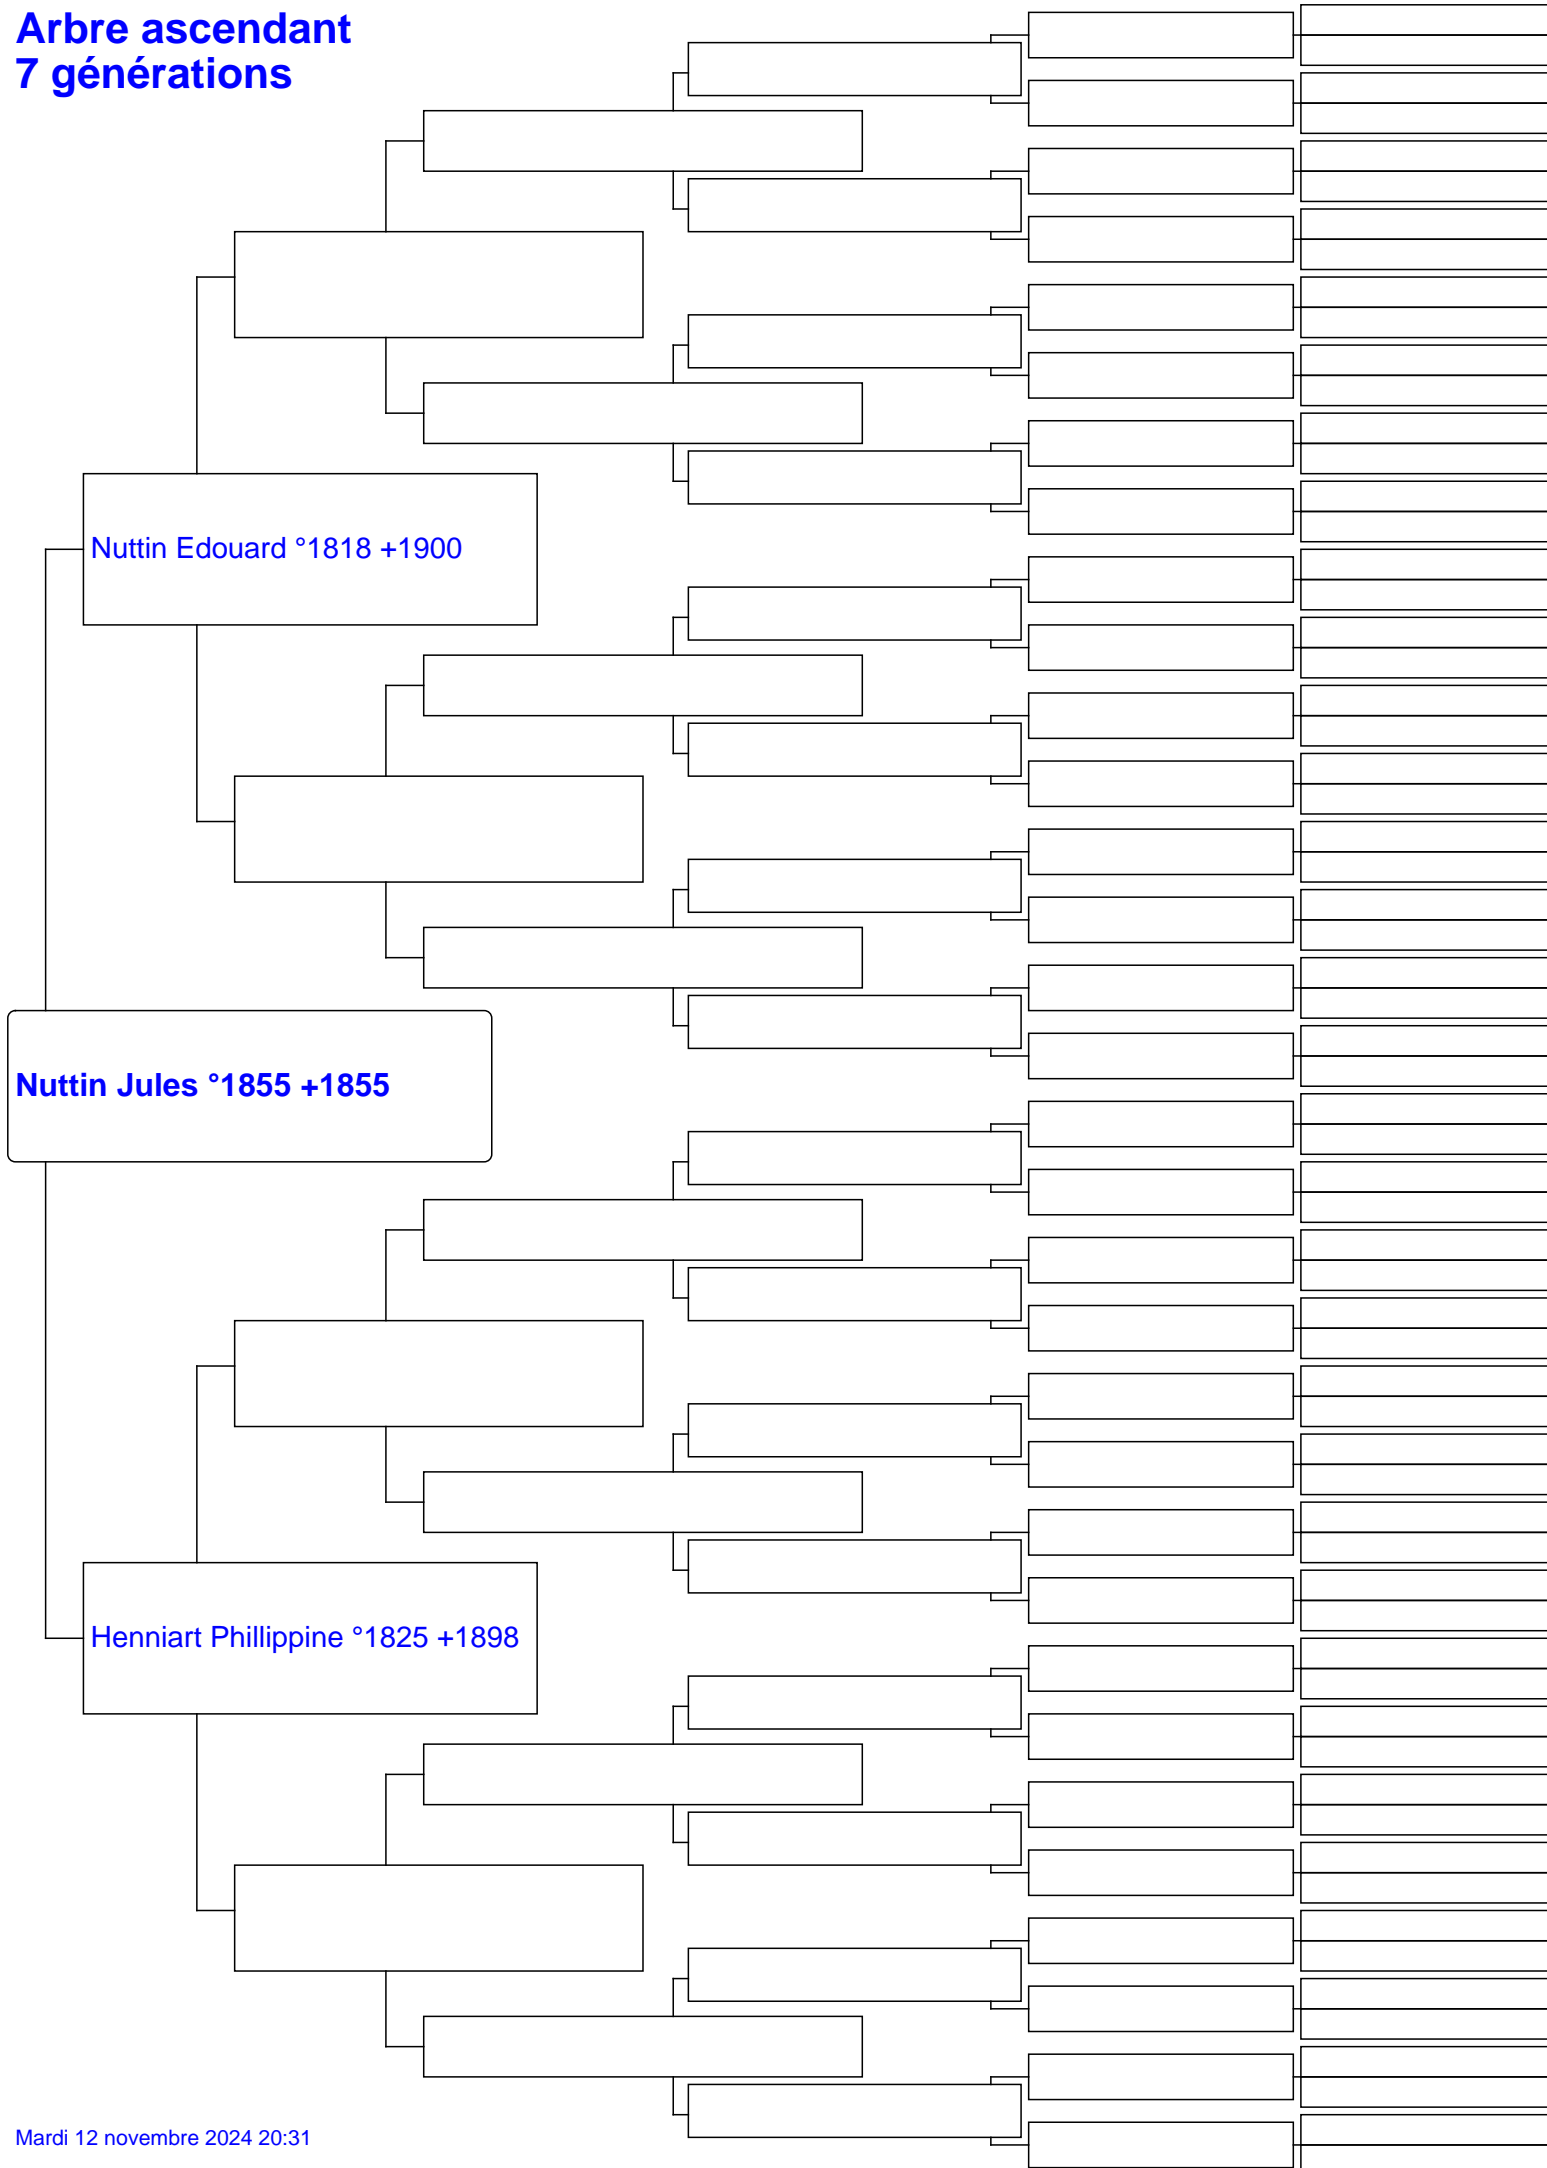 Arbre ascendant
7 générations
Nuttin Edouard °1818 +1900
Nuttin Jules °1855 +1855
Henniart Phillippine °1825 +1898
Mardi 12 novembre 2024 20:31